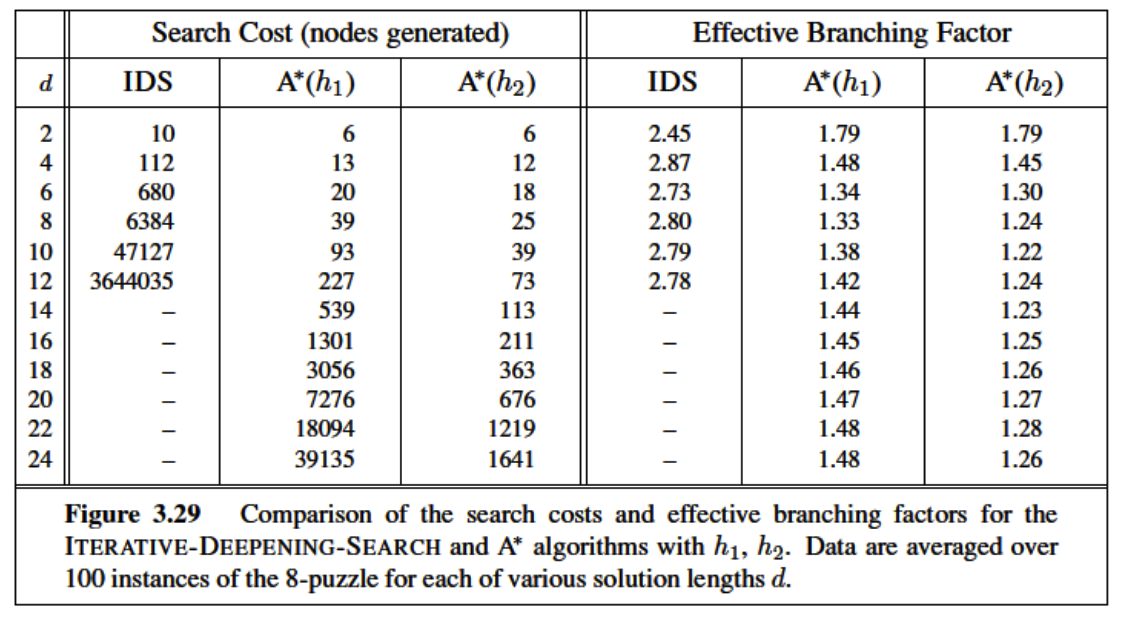 Search Cost (nodes generated) Effective Branching Factor
d IDS A*(h₁) A*(h₂) IDS A*(h₁) A*(h₂)
2 10 6 6 2.45 1.79 1.79
4 112 13 12 2.87 1.48 1.45
6 680 20 18 2.73 1.34 1.30
8 6384 39 25 2.80 1.33 1.24
10 47127 93 39 2.79 1.38 1.22
12 3644035 227 73 2.78 1.42 1.24
14 – 539 113 – 1.44 1.23
16 – 1301 211 – 1.45 1.25
18 – 3056 363 – 1.46 1.26
20 – 7276 676 – 1.47 1.27
22 – 18094 1219 – 1.48 1.28
24 – 39135 1641 – 1.48 1.26
Figure 3.29 Comparison of the search costs and effective branching factors for the
ITERATIVE-DEEPENING-SEARCH and A* algorithms with h₁, h₂. Data are averaged over
100 instances of the 8-puzzle for each of various solution lengths d.